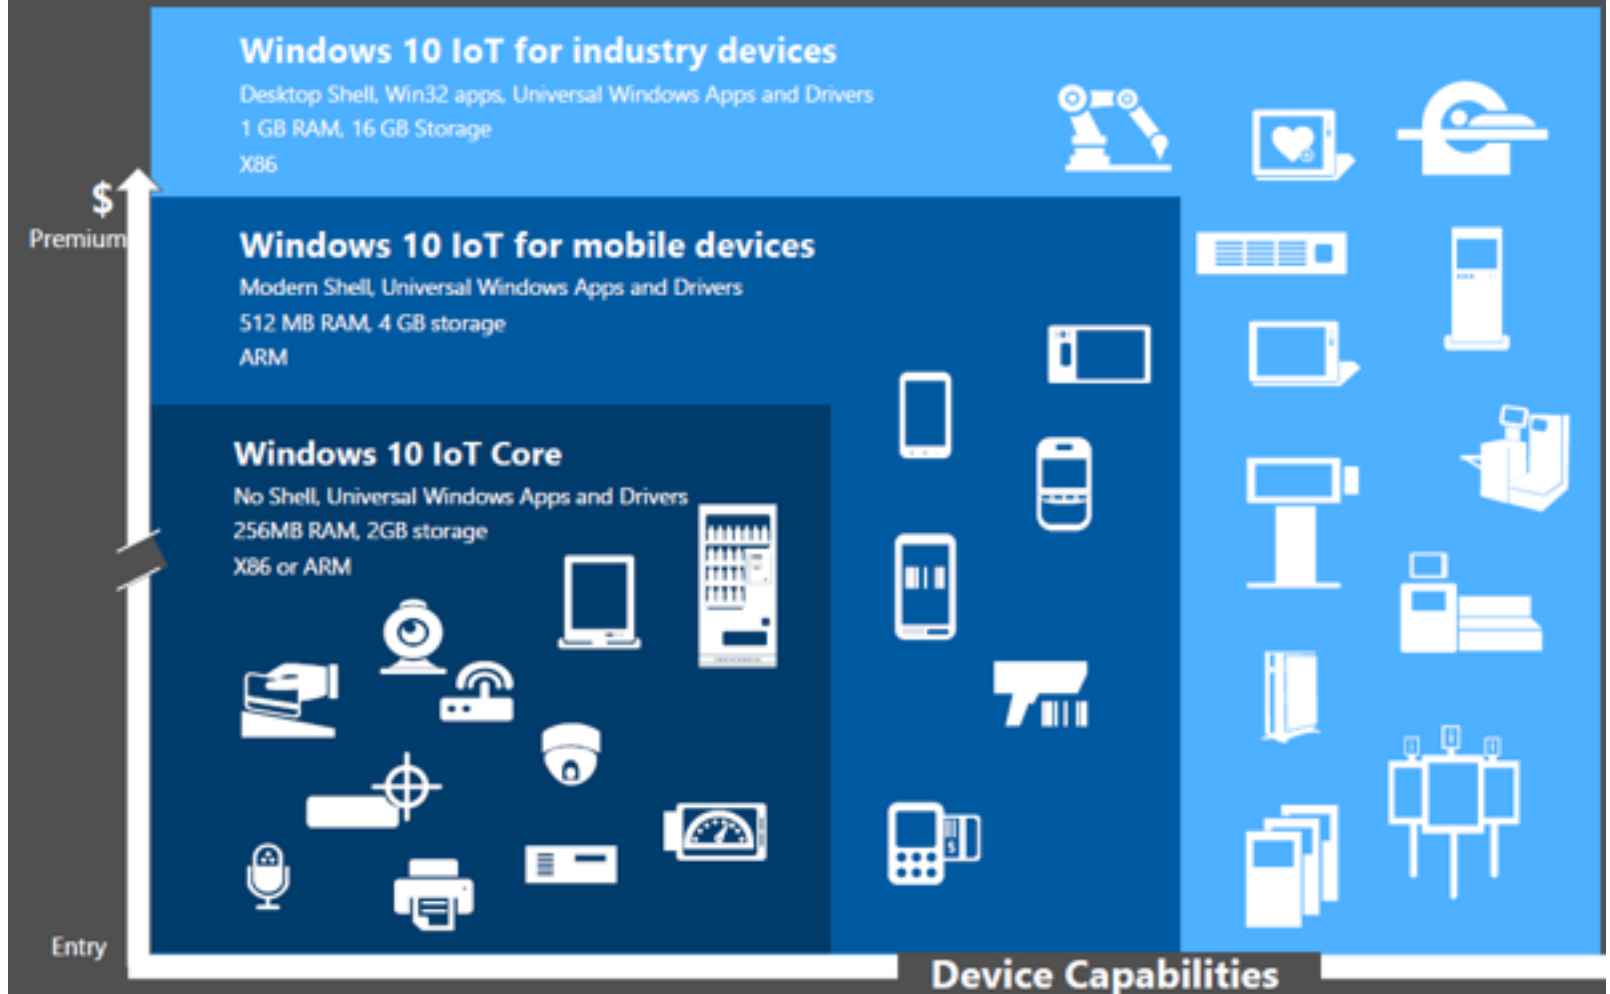 Windows 10 IoT for industry devices
Desktop Shell, Win32 apps, Universal Windows Apps and Drivers
1 GB RAM, 16 GB Storage
X86
$
Premium
Windows 10 IoT for mobile devices
Modern Shell, Universal Windows Apps and Drivers
512 MB RAM, 4 GB storage
ARM
Windows 10 IoT Core
No Shell, Universal Windows Apps and Drivers
256MB RAM, 2GB storage
X86 or ARM
Entry
Device Capabilities